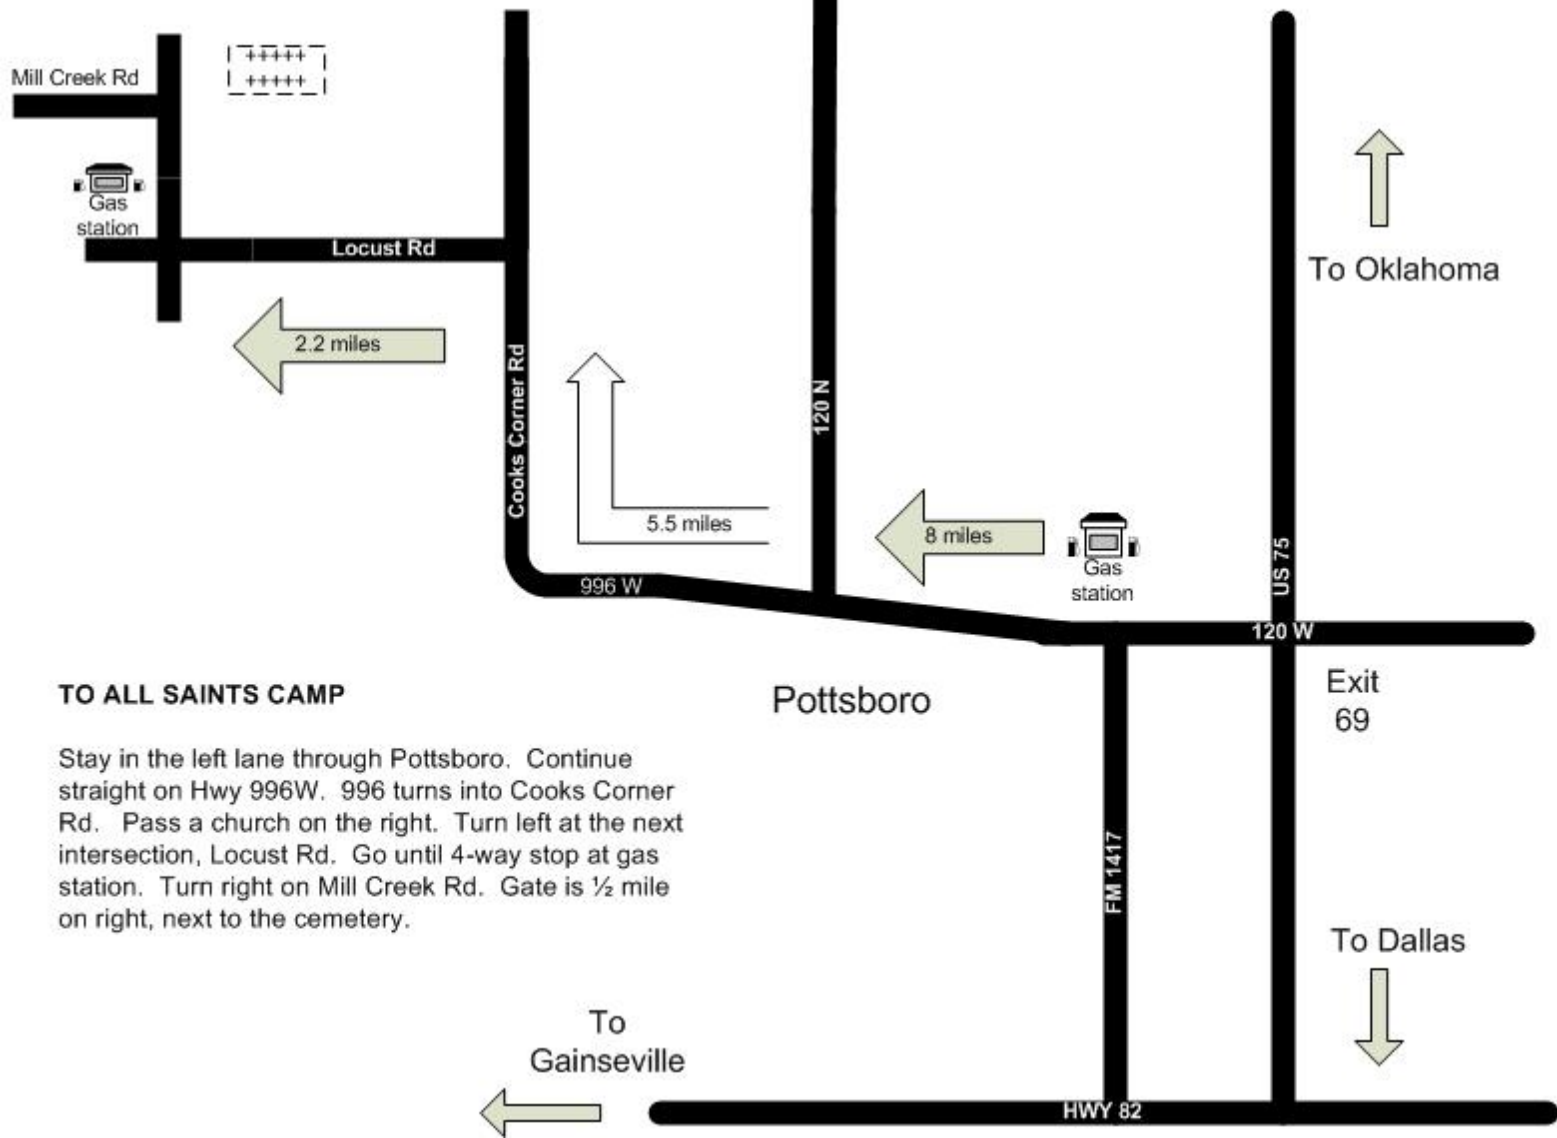 Mill Creek Rd
+++++
+++++
Gas
station
Locust Rd
To Oklahoma
2.2 miles
Cooks Corner Rd
120 N
5.5 miles
8 miles
Gas
station
US 75
996 W
120 W
Exit
69
Pottsboro
TO ALL SAINTS CAMP
Stay in the left lane through Pottsboro.  Continue
straight on Hwy 996W.  996 turns into Cooks Corner
Rd.   Pass a church on the right.  Turn left at the next
intersection, Locust Rd.  Go until 4-way stop at gas
station.  Turn right on Mill Creek Rd.  Gate is ½ mile
on right, next to the cemetery.
FM 1417
To Dallas
To
Gainseville
HWY 82